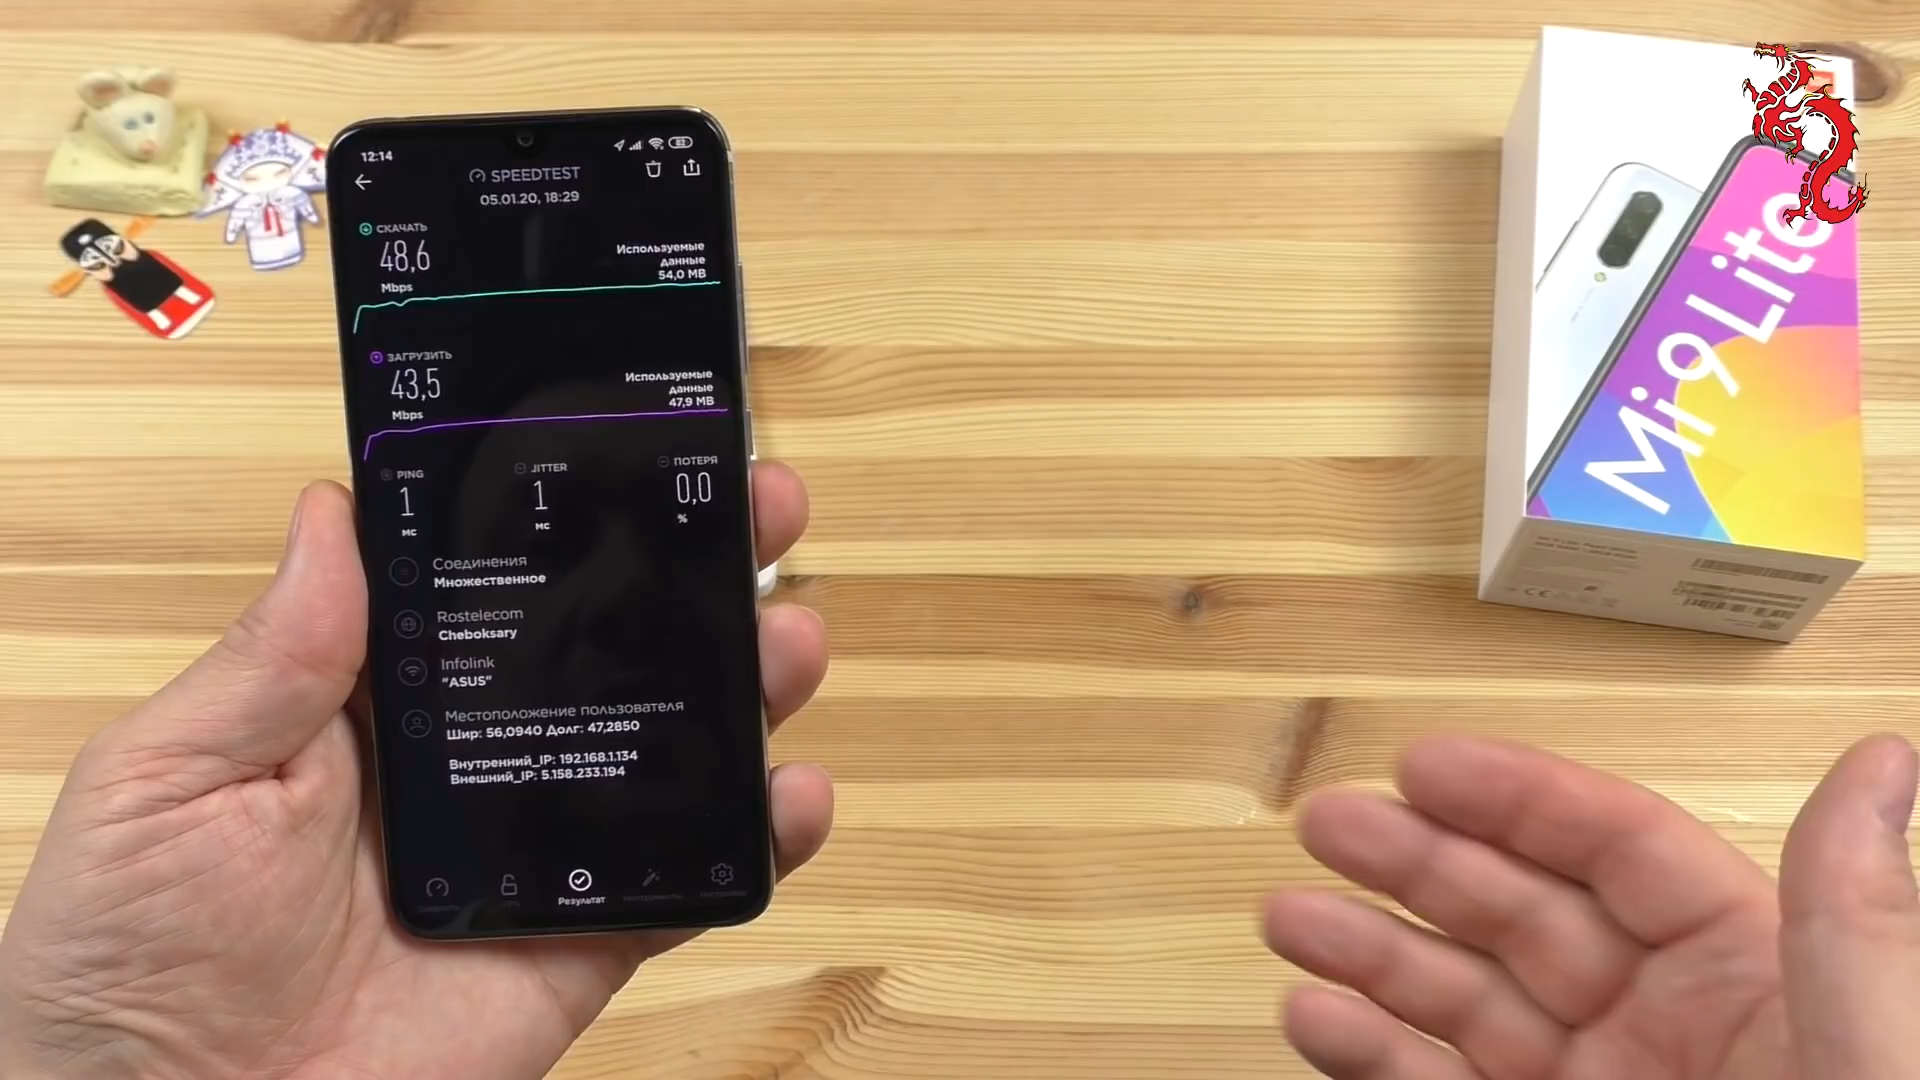 12:14
82
SPEEDTEST
05.01.20, 18:29
СКАЧАТЬ
48,6
Mbps
Используемые
данные
54,0 MB
ЗАГРУЗИТЬ
43,5
Mbps
Используемые
данные
47,9 MB
PING
1
мс
JITTER
1
мс
ПОТЕРЯ
0,0
%
Соединения
Множественное
Rostelecom
Cheboksary
Infolink
"ASUS"
Местоположение пользователя
Шир: 56,0940 Долг: 47,2850
Внутренний_IP: 192.168.1.134
Внешний_IP: 5.158.233.194
Результат
Mi 9 Lite
CE